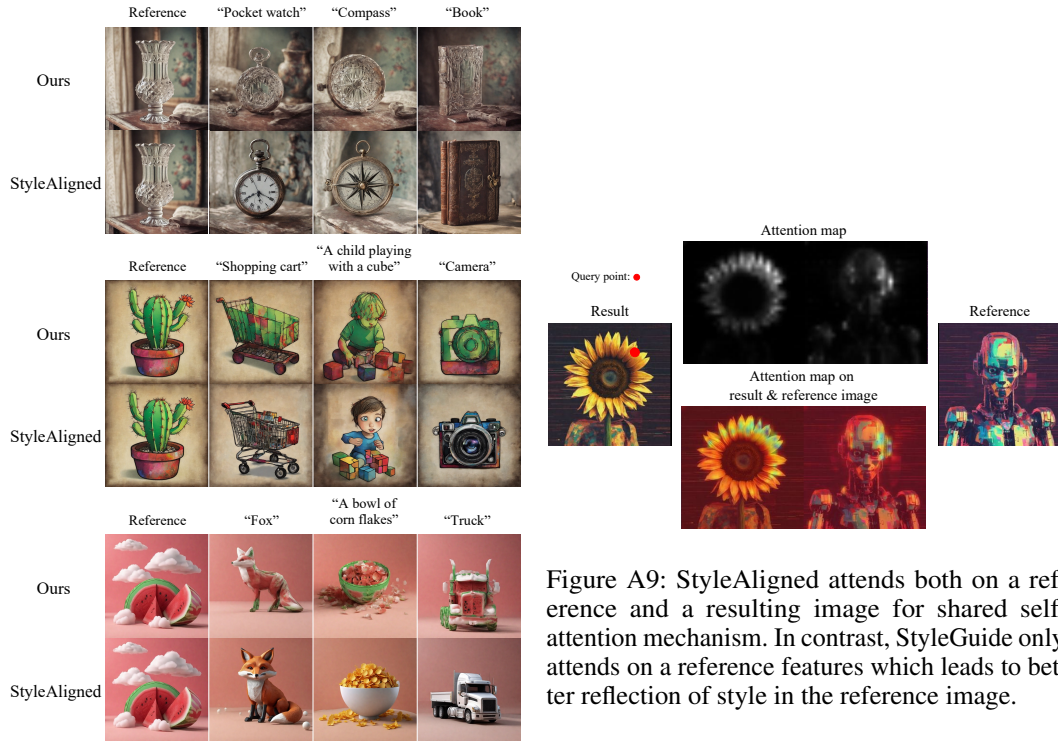 Reference “Pocket watch” “Compass” “Book”
Ours
StyleAligned
“A child playing
Reference “Shopping cart” with a cube” “Camera”
Ours
StyleAligned
“A bowl of
Reference “Fox” corn flakes” “Truck”
Ours
StyleAligned
Attention map
Query point:
Result
Reference
Attention map on
result & reference image
Figure A9: StyleAligned attends both on a ref
erence and a resulting image for shared self
attention mechanism. In contrast, StyleGuide only
attends on a reference features which leads to bet
ter reflection of style in the reference image.